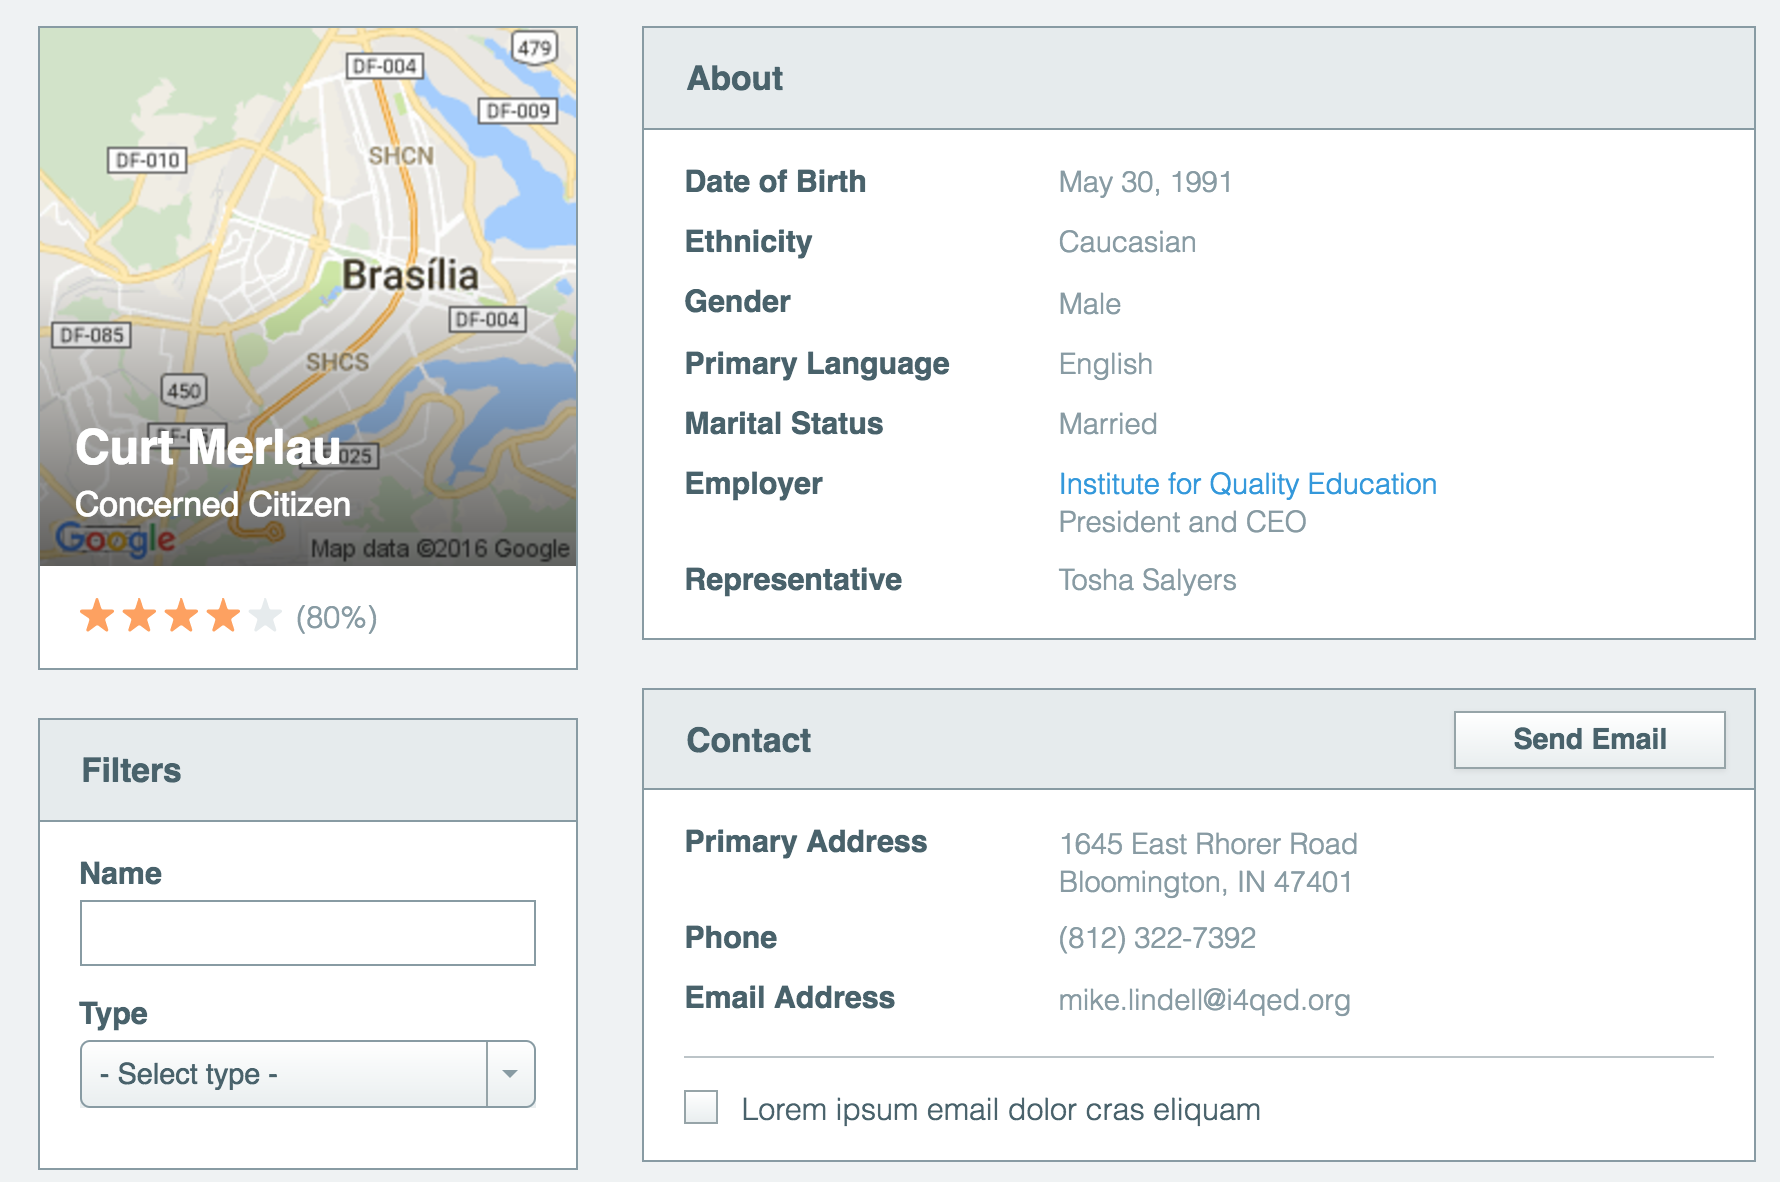 479
DF-004
DF-009
DF-010
SHCN
Brasília
DF-004
DF-085
SHCS
450
025
Curt Merlau
Concerned Citizen
Google
Map data ©2016 Google
(80%)
Filters
Name
Type
- Select type -
About
Date of Birth May 30, 1991
Ethnicity Caucasian
Gender Male
Primary Language English
Marital Status Married
Employer Institute for Quality Education
President and CEO
Representative Tosha Salyers
Contact Send Email
Primary Address 1645 East Rhorer Road
Bloomington, IN 47401
Phone (812) 322-7392
Email Address mike.lindell@i4qed.org
Lorem ipsum email dolor cras eliquam